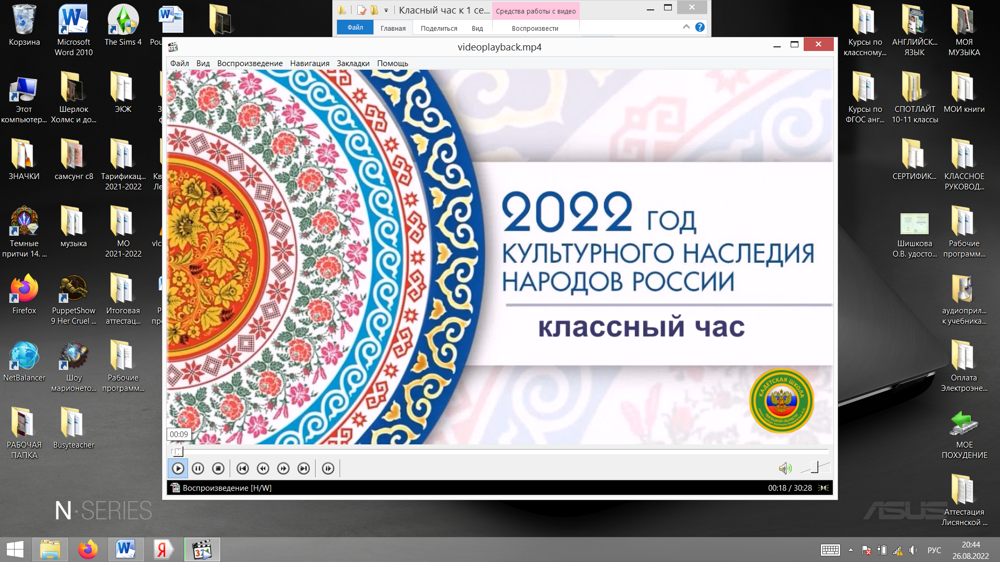 Корзина
Microsoft
Word 2010
The Sims 4
Этот
компьютер...
Шерлок
Холмс и до...
ЭКЖ
ЗНАЧКИ
самсунг с8
Тарификац...
2021-2022
Темные
притчи 14. ...
музыка
МО
2021-2022
Firefox
PuppetShow
9 Her Cruel ...
Итоговая
аттестац...
NetBalancer
Шоу
марионето...
Рабочие
программ...
РАБОЧАЯ
ПАПКА
Busyteacher
N·SERIES
Класный час к 1 се...
Средства работы с видео
Файл
Главная
Поделиться
Вид
Воспроизвести
videoplayback.mp4
Файл Вид Воспроизведение Навигация Закладки Помощь
2022 ГОД
КУЛЬТУРНОГО НАСЛЕДИЯ
НАРОДОВ РОССИИ
классный час
КАДЕТСКАЯ ШКОЛА
ЛИПЕЦКОЙ ОБЛАСТИ
00:09
Воспроизведение [H/W]
00:18 / 30:28
Курсы по
классному...
АНГЛИЙСК...
ЯЗЫК
МОЯ
МУЗЫКА
Курсы по
ФГОС анг...
СПОТЛАЙТ
10-11 классы
МОИ книги
СЕРТИФИК...
КЛАССНОЕ
РУКОВОД...
Шишкова
О.В. удосто...
Рабочие
программ...
аудиоприл...
к учебника...
Оплата
Электроэне...
МОЕ
ПОХУДЕНИЕ
ASUS
Аттестация
Лисянской ...
РУС
20:44
26.08.2022